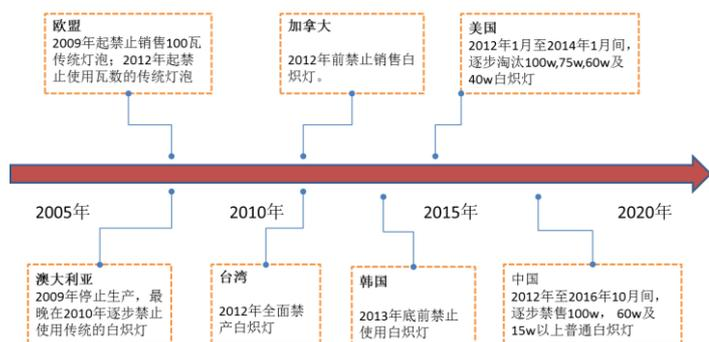 欧盟
2009年起禁止销售100瓦
传统灯泡；2012年起禁
止使用瓦数的传统灯泡
加拿大
2012年前禁止销售白
炽灯。
美国
2012年1月至2014年1月间，
逐步淘汰100w,75w,60w及
40w白炽灯
2005年
2010年
2015年
2020年
澳大利亚
2009年停止生产，最
晚在2010年逐步禁止
使用传统的白炽灯
台湾
2012年全面禁
产白炽灯
韩国
2013年底前禁止
使用白炽灯
中国
2012年至2016年10月间，
逐步禁售100w， 60w及
15w以上普通白炽灯